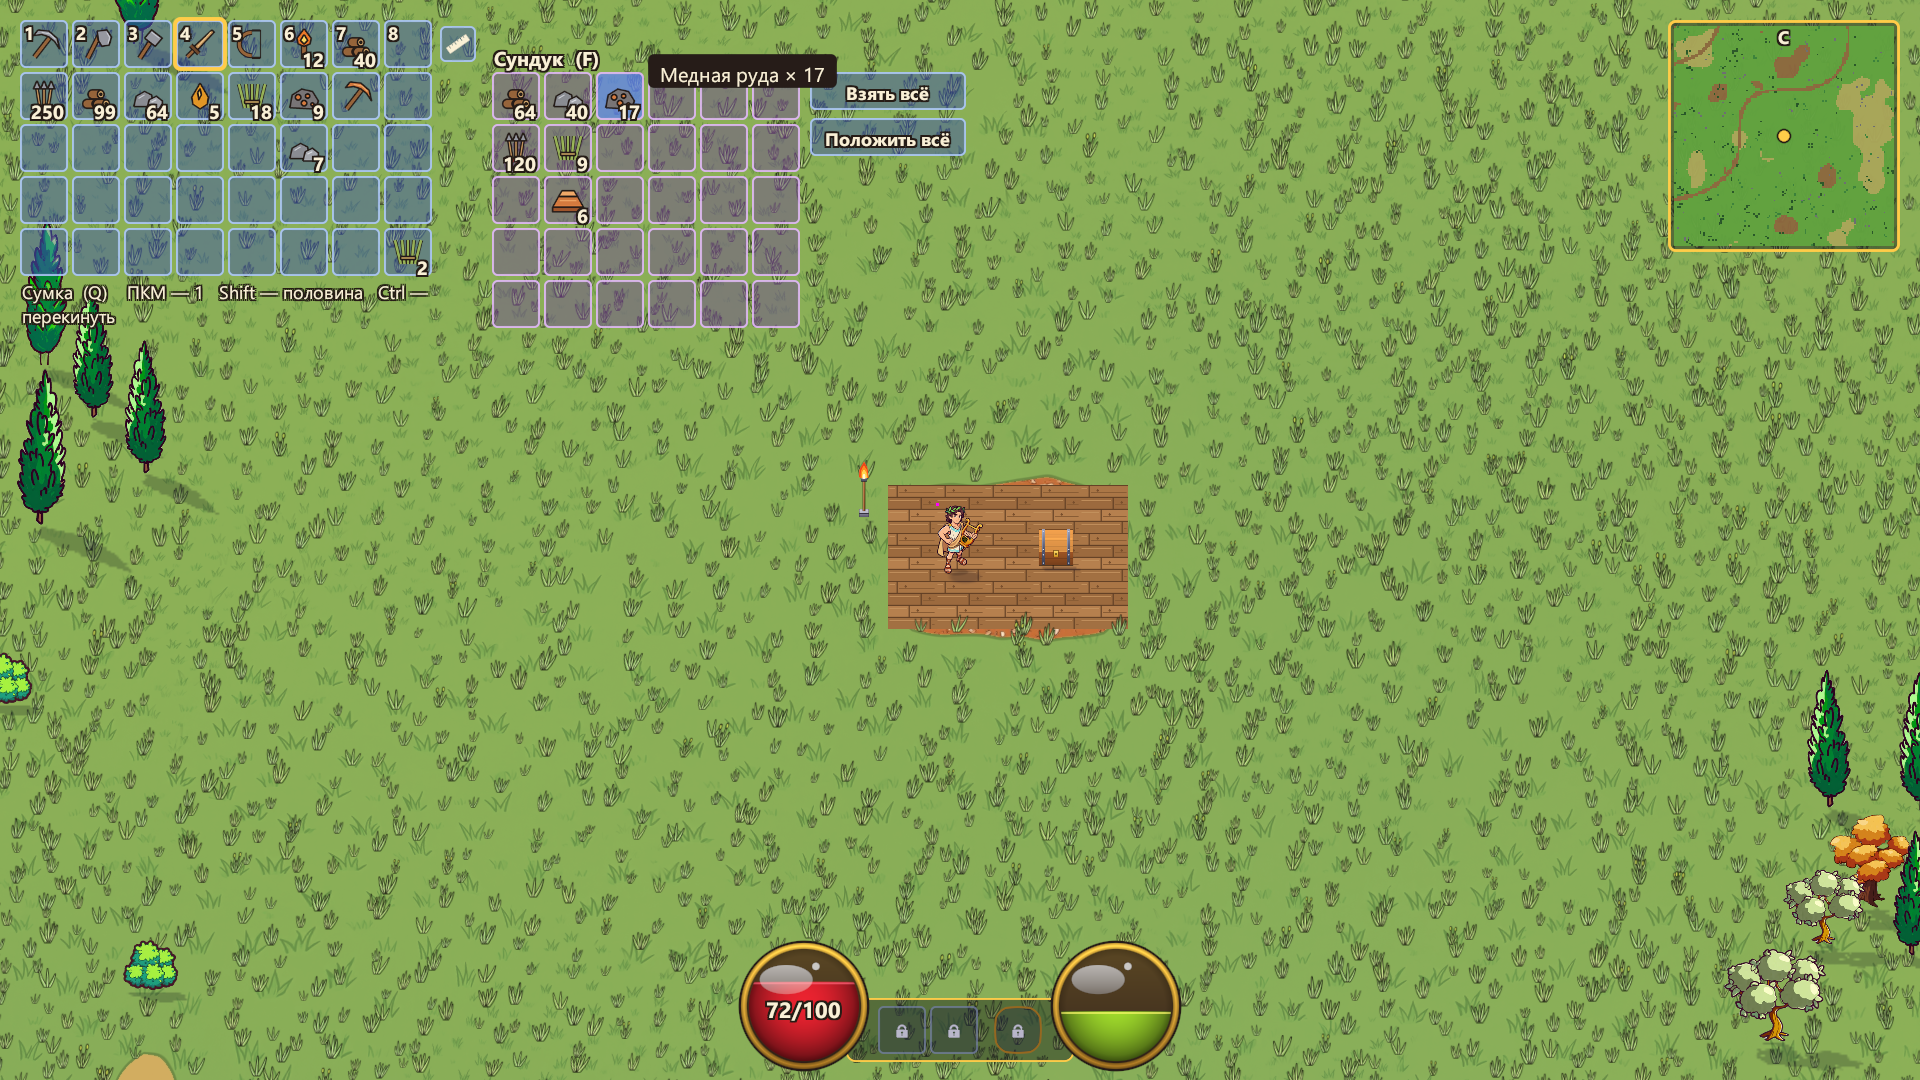 1 2 3 4 5 6 7 8
12 40
Сундук (F)
Медная руда × 17
250 99 64 5 18 9
64 40 17
Взять всё
7
120 9
Положить всё
6
2
Сумка (Q) ПКМ — 1 Shift — половина Ctrl —
перекинуть
С
72/100